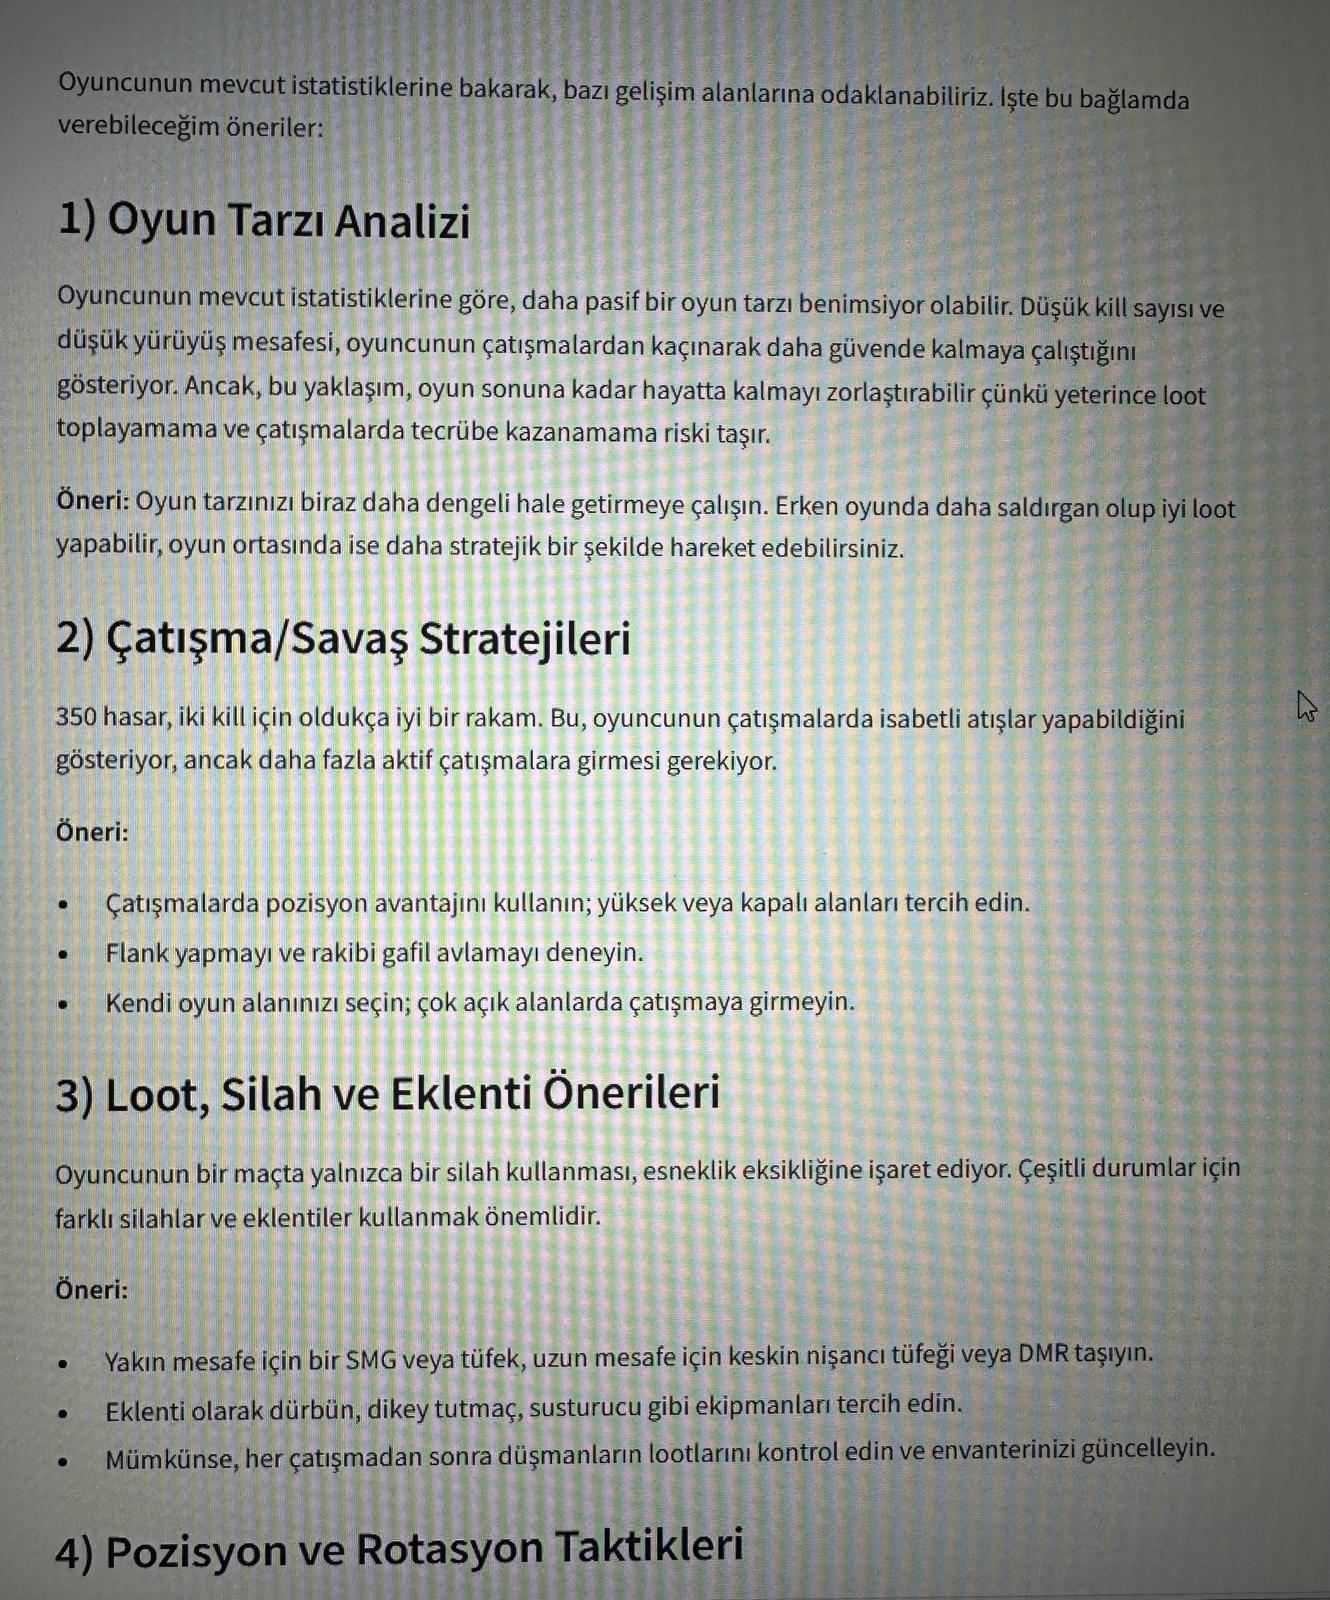 Oyuncunun mevcut istatistiklerine bakarak, bazı gelişim alanlarına odaklanabiliriz. İşte bu bağlamda
verebileceğim öneriler:
1) Oyun Tarzı Analizi
Oyuncunun mevcut istatistiklerine göre, daha pasif bir oyun tarzı benimsiyor olabilir. Düşük kill sayısı ve
düşük yürüyüş mesafesi, oyuncunun çatışmalardan kaçınarak daha güvende kalmaya çalıştığını
gösteriyor. Ancak, bu yaklaşım, oyun sonuna kadar hayatta kalmayı zorlaştırabilir çünkü yeterince loot
toplayamama ve çatışmalarda tecrübe kazanamama riski taşır.
Öneri: Oyun tarzınızı biraz daha dengeli hale getirmeye çalışın. Erken oyunda daha saldırgan olup iyi loot
yapabilir, oyun ortasında ise daha stratejik bir şekilde hareket edebilirsiniz.
2) Çatışma/Savaş Stratejileri
350 hasar, iki kill için oldukça iyi bir rakam. Bu, oyuncunun çatışmalarda isabetli atışlar yapabildiğini
gösteriyor, ancak daha fazla aktif çatışmalara girmesi gerekiyor.
Öneri:
• Çatışmalarda pozisyon avantajını kullanın; yüksek veya kapalı alanları tercih edin.
• Flank yapmayı ve rakibi gafil avlamayı deneyin.
• Kendi oyun alanınızı seçin; çok açık alanlarda çatışmaya girmeyin.
3) Loot, Silah ve Eklenti Önerileri
Oyuncunun bir maçta yalnızca bir silah kullanması, esneklik eksikliğine işaret ediyor. Çeşitli durumlar için
farklı silahlar ve eklentiler kullanmak önemlidir.
Öneri:
• Yakın mesafe için bir SMG veya tüfek, uzun mesafe için keskin nişancı tüfeği veya DMR taşıyın.
• Eklenti olarak dürbün, dikey tutmaç, susturucu gibi ekipmanları tercih edin.
• Mümkünse, her çatışmadan sonra düşmanların lootlarını kontrol edin ve envanterinizi güncelleyin.
4) Pozisyon ve Rotasyon Taktikleri